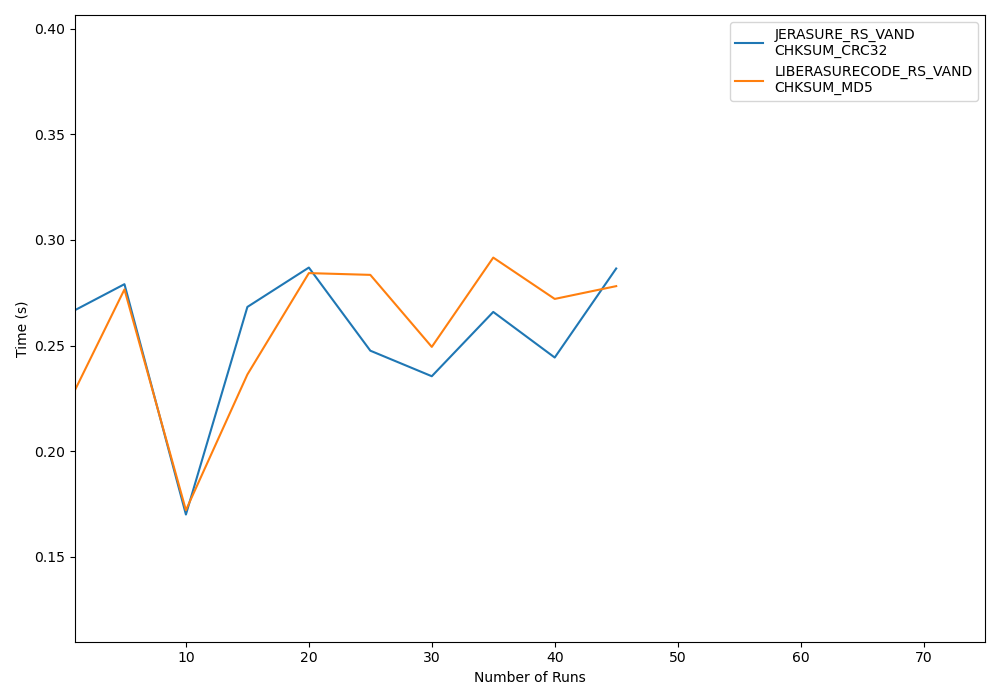 JERASURE_RS_VAND
CHKSUM_CRC32
LIBERASURECODE_RS_VAND
CHKSUM_MD5
0.40
0.35
0.30
0.25
0.20
0.15
Time (s)
10 20 30 40 50 60 70
Number of Runs